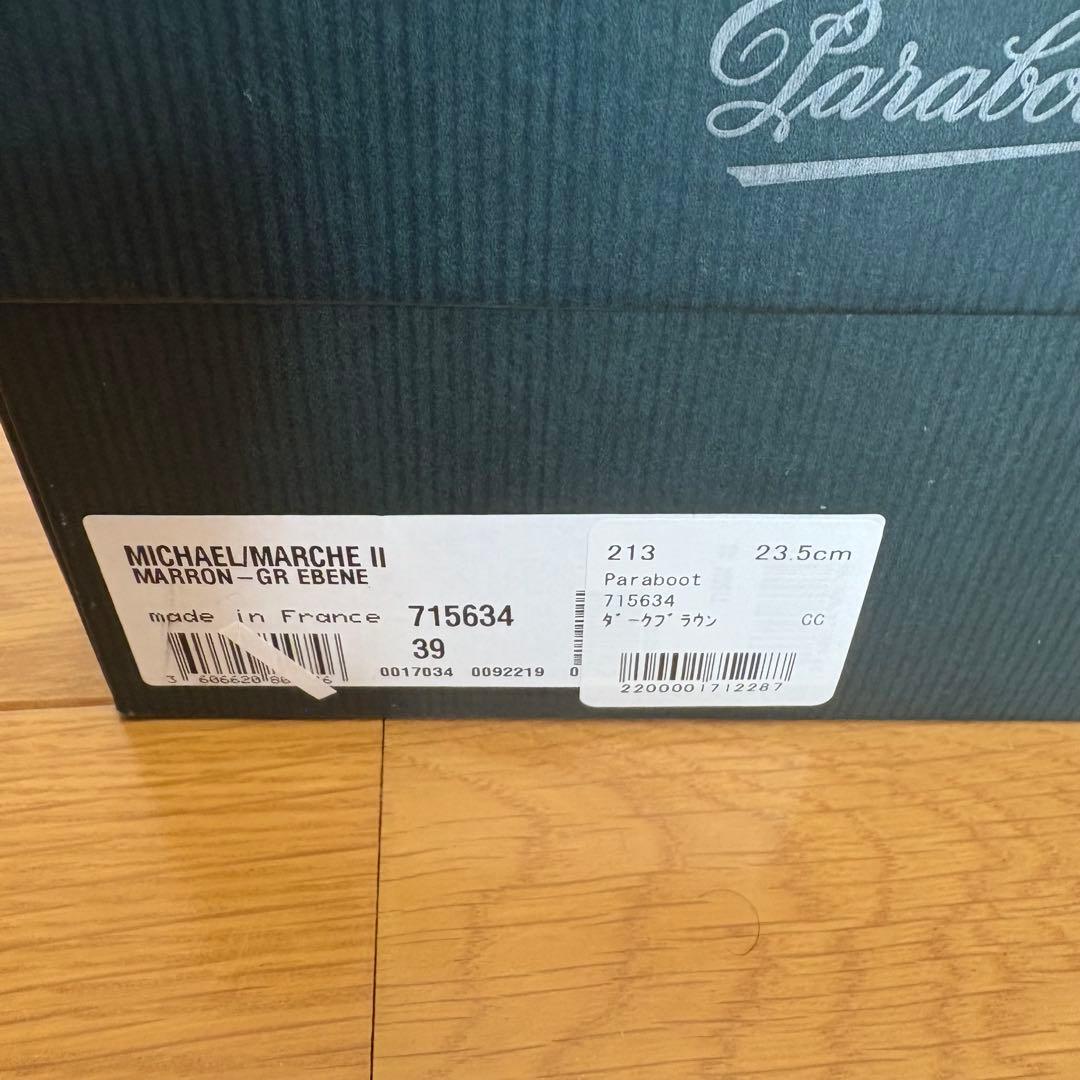 MICHAEL/MARCHE II
MARRON-GR EBENE
made in France 715634
39
0017034 0092219 0
213 23.5cm
Paraboot
715634
ダークブラウン CC
2200001712287